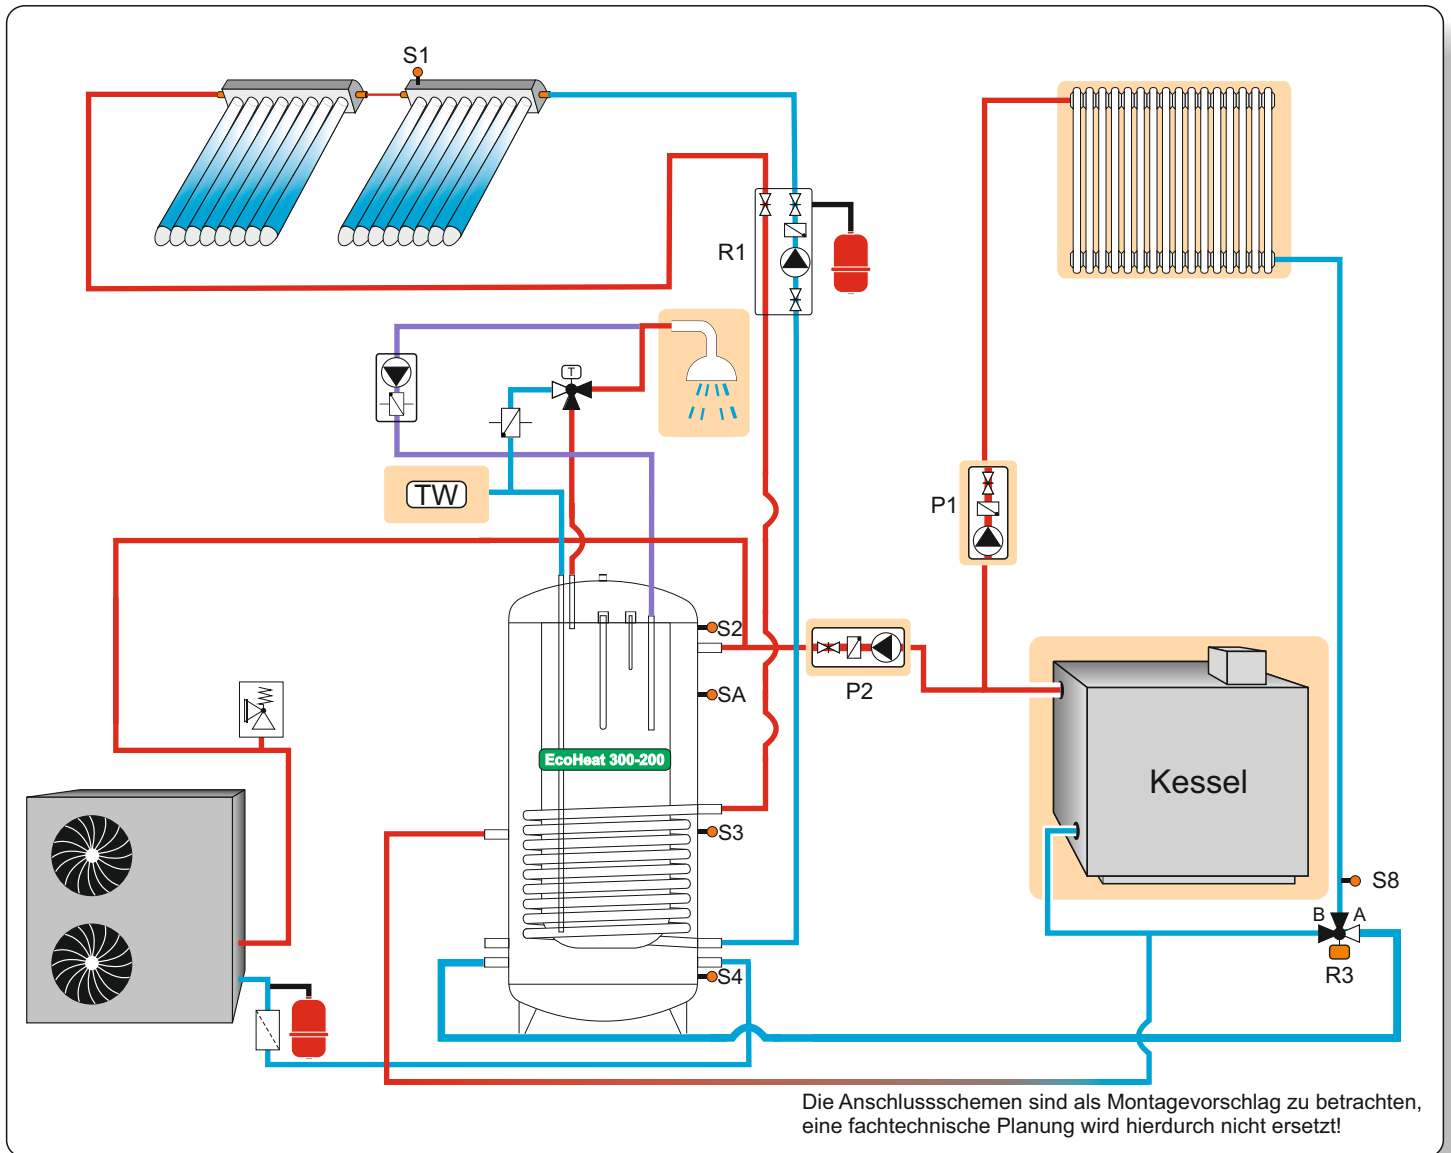 S1
R1
T
TW
P1
S2
P2
SA
EcoHeat 300-200
Kessel
S3
S8
B A
S4
R3
Die Anschlussschemen sind als Montagevorschlag zu betrachten,
eine fachtechnische Planung wird hierdurch nicht ersetzt!